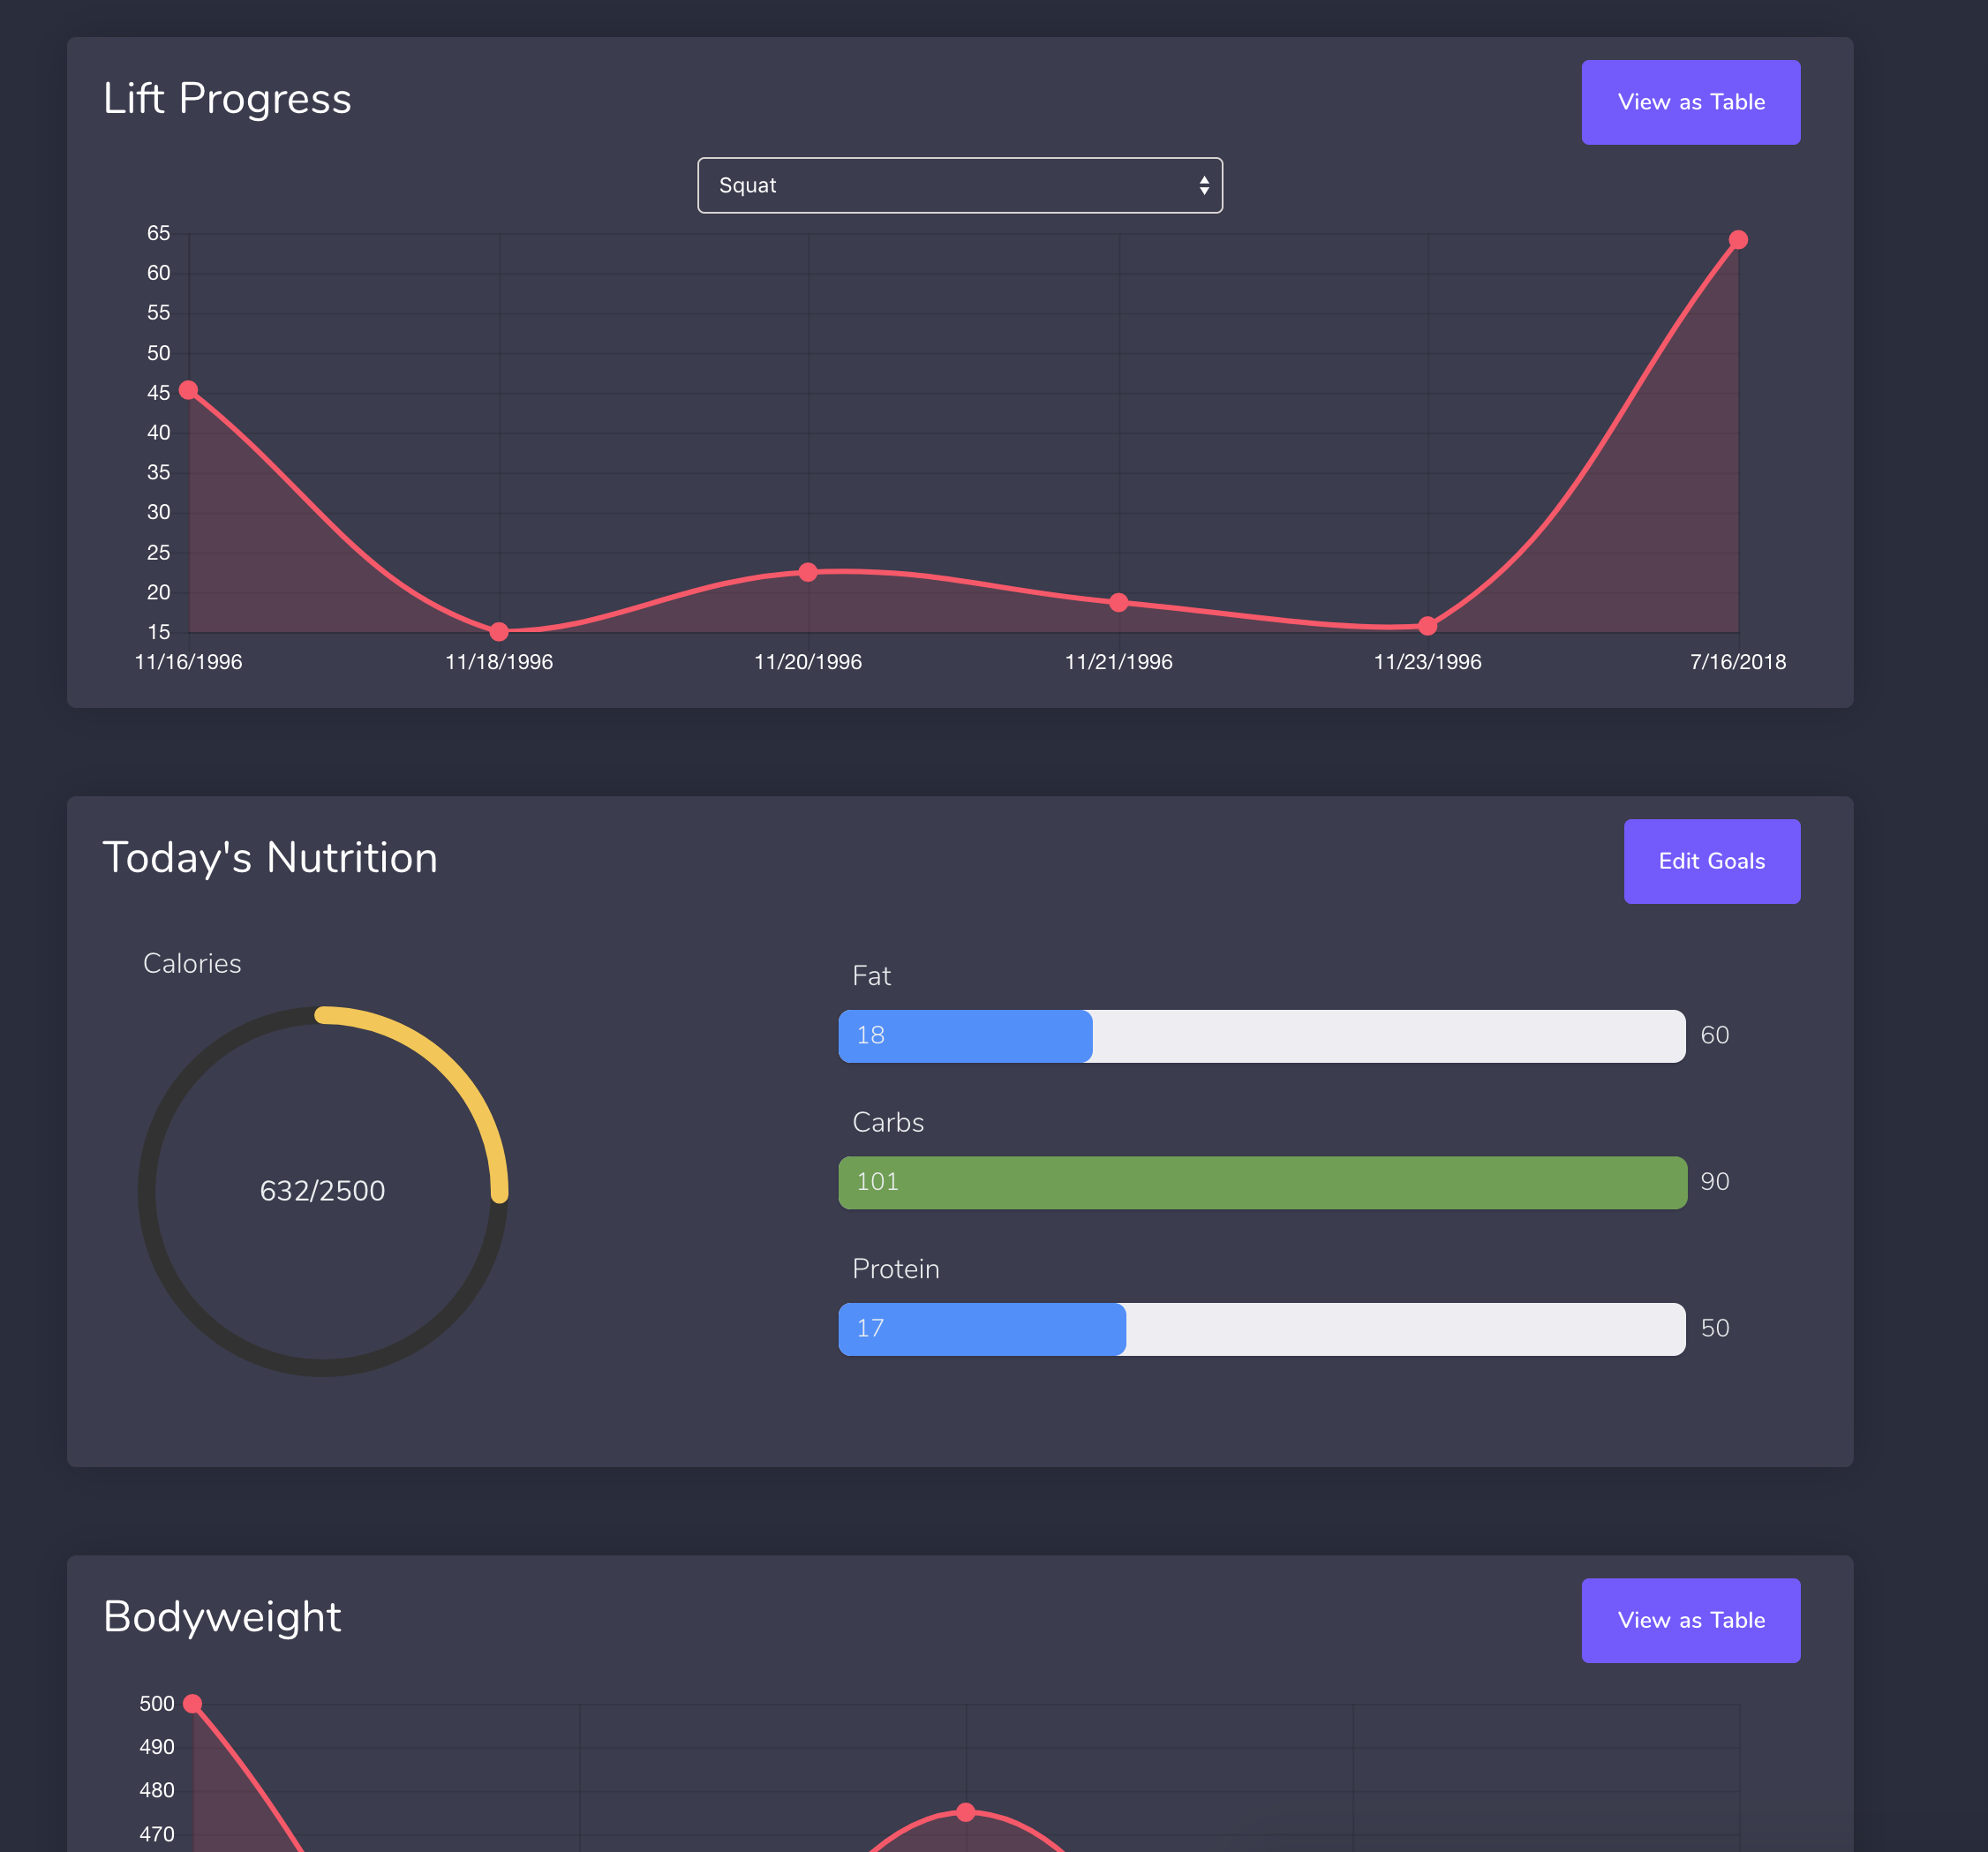 Lift Progress
View as Table
Squat
65
60
55
50
45
40
35
30
25
20
15
11/16/1996 11/18/1996 11/20/1996 11/21/1996 11/23/1996 7/16/2018
Today's Nutrition
Edit Goals
Calories
632/2500
Fat
18 60
Carbs
101 90
Protein
17 50
Bodyweight
View as Table
500
490
480
470